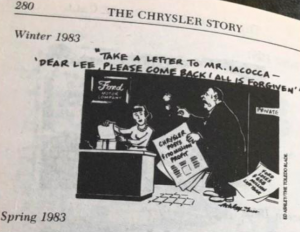 280
THE CHRYSLER STORY
Winter 1983
"TAKE A LETTER TO MR. IACOCCA –
'DEAR LEE, PLEASE COME BACK! ALL IS FORGIVEN'"
Ford
MOTOR
COMPANY
PRIVATE
CHRYSLER
POSTS
PROFIT
Spring 1983